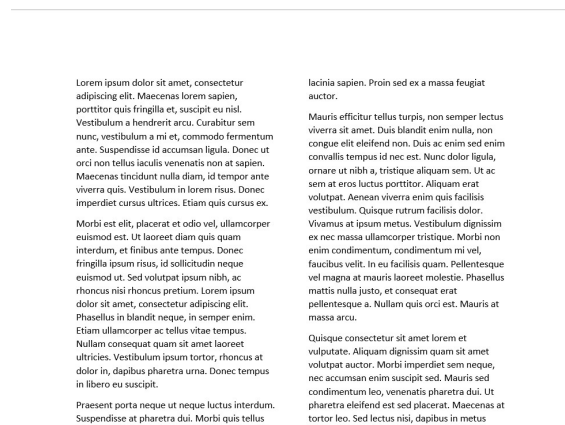 Lorem ipsum dolor sit amet, consectetur
adipiscing elit. Maecenas lorem sapien,
porttitor quis fringilla et, suscipit eu nisl.
Vestibulum a hendrerit arcu. Curabitur sem
nunc, vestibulum a mi et, commodo fermentum
ante. Suspendisse id accumsan ligula. Donec ut
orci non tellus iaculis venenatis non at sapien.
Maecenas tincidunt nulla diam, id tempor ante
viverra quis. Vestibulum in lorem risus. Donec
imperdiet cursus ultrices. Etiam quis cursus ex.
Morbi est elit, placerat et odio vel, ullamcorper
euismod est. Ut laoreet diam quis quam
interdum, et finibus ante tempus. Donec
fringilla ipsum risus, id sollicitudin neque
euismod ut. Sed volutpat ipsum nibh, ac
rhoncus nisi rhoncus pretium. Lorem ipsum
dolor sit amet, consectetur adipiscing elit.
Phasellus in blandit neque, in semper enim.
Etiam ullamcorper ac tellus vitae tempus.
Nullam consequat quam sit amet laoreet
ultricies. Vestibulum ipsum tortor, rhoncus at
dolor in, dapibus pharetra urna. Donec tempus
in libero eu suscipit.
Praesent porta neque ut neque luctus interdum.
Suspendisse at pharetra dui. Morbi quis tellus
lacinia sapien. Proin sed ex a massa feugiat
auctor.
Mauris efficitur tellus turpis, non semper lectus
viverra sit amet. Duis blandit enim nulla, non
congue elit eleifend non. Duis ac enim sed enim
convallis tempus id nec est. Nunc dolor ligula,
ornare ut nibh a, tristique aliquam sem. Ut ac
sem at eros luctus porttitor. Aliquam erat
volutpat. Aenean viverra enim quis facilisis
vestibulum. Quisque rutrum facilisis dolor.
Vivamus at ipsum metus. Vestibulum dignissim
ex nec massa ullamcorper tristique. Morbi non
enim condimentum, condimentum mi vel,
faucibus velit. In eu facilisis quam. Pellentesque
vel magna at mauris laoreet molestie. Phasellus
mattis nulla justo, et consequat erat
pellentesque a. Nullam quis orci est. Mauris at
massa arcu.
Quisque consectetur sit amet lorem et
vulputate. Aliquam dignissim quam sit amet
volutpat auctor. Morbi imperdiet sem neque,
nec accumsan enim suscipit sed. Mauris sed
condimentum leo, venenatis pharetra dui. Ut
pharetra eleifend est sed placerat. Maecenas at
tortor leo. Sed lectus nisi, dapibus in metus